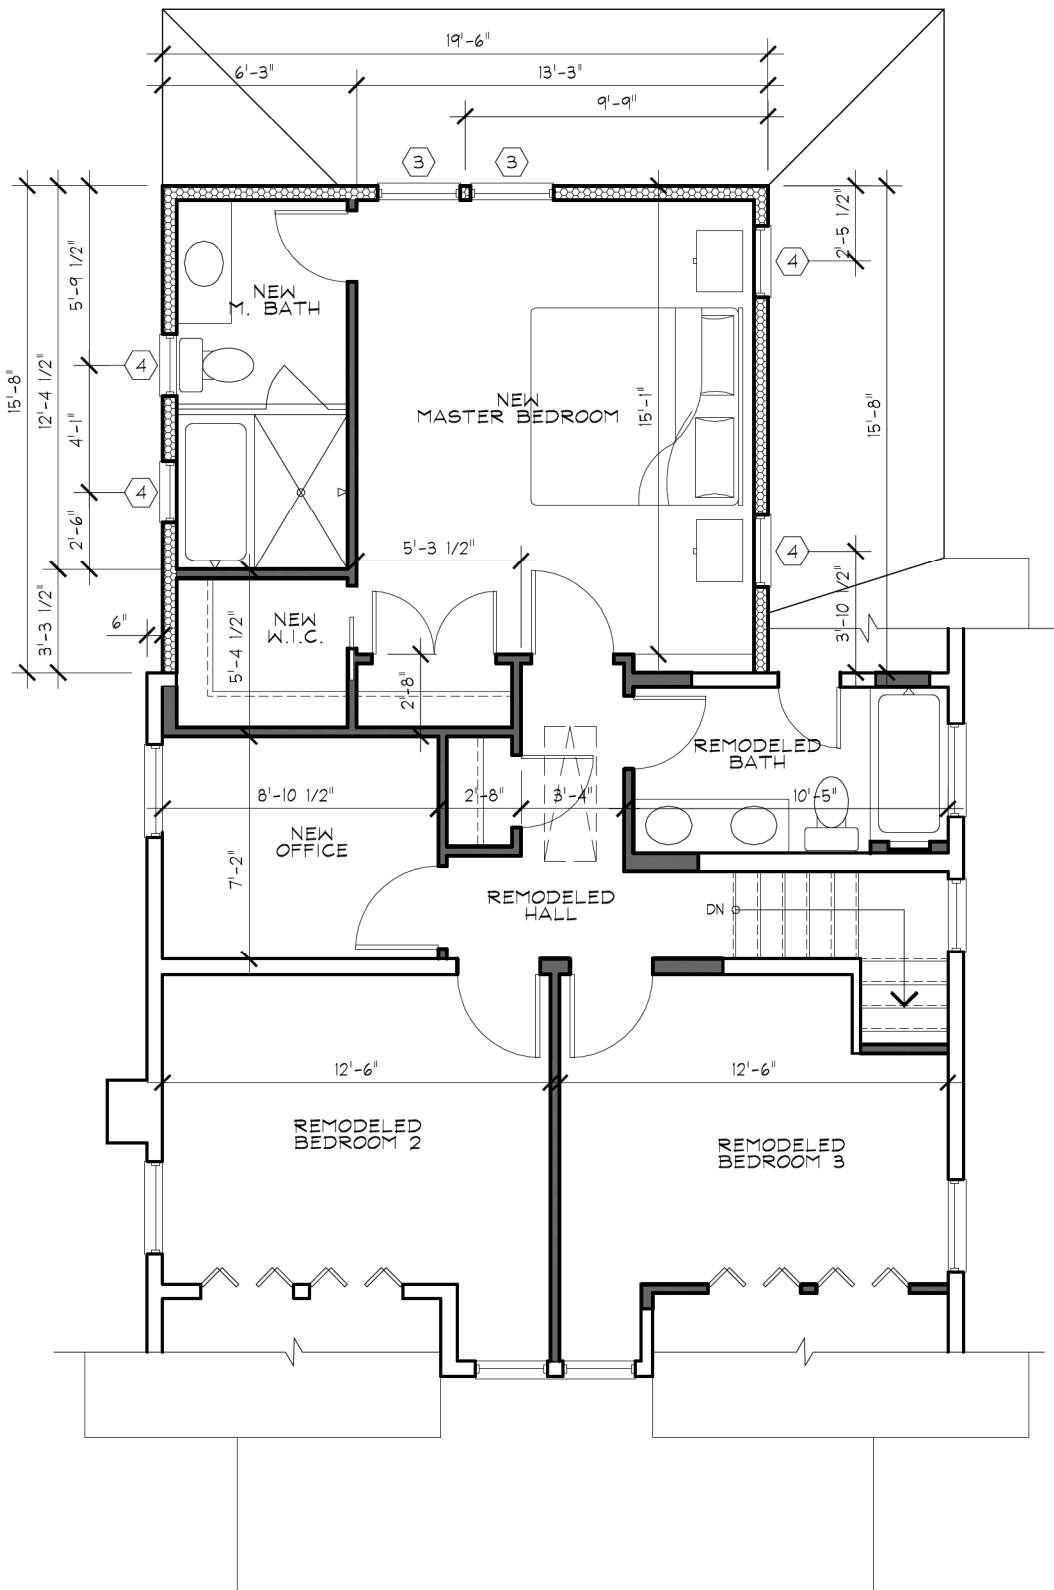 19'-6"
6'-3"
13'-3"
9'-9"
3
3
2'-5 1/2"
4
5'-9 1/2"
NEW
M. BATH
4
15'-8"
12'-4 1/2"
4'-1"
NEW
MASTER BEDROOM
15'-1"
15'-8"
4
2'-6"
5'-3 1/2"
4
3'-3 1/2"
6"
5'-4 1/2"
NEW
W.I.C.
3'-10 1/2"
2'-8"
REMODELED
BATH
8'-10 1/2"
2'-8"
3'-4"
10'-5"
NEW
OFFICE
7'-2"
REMODELED
HALL
DN
12'-6"
12'-6"
REMODELED
BEDROOM 2
REMODELED
BEDROOM 3